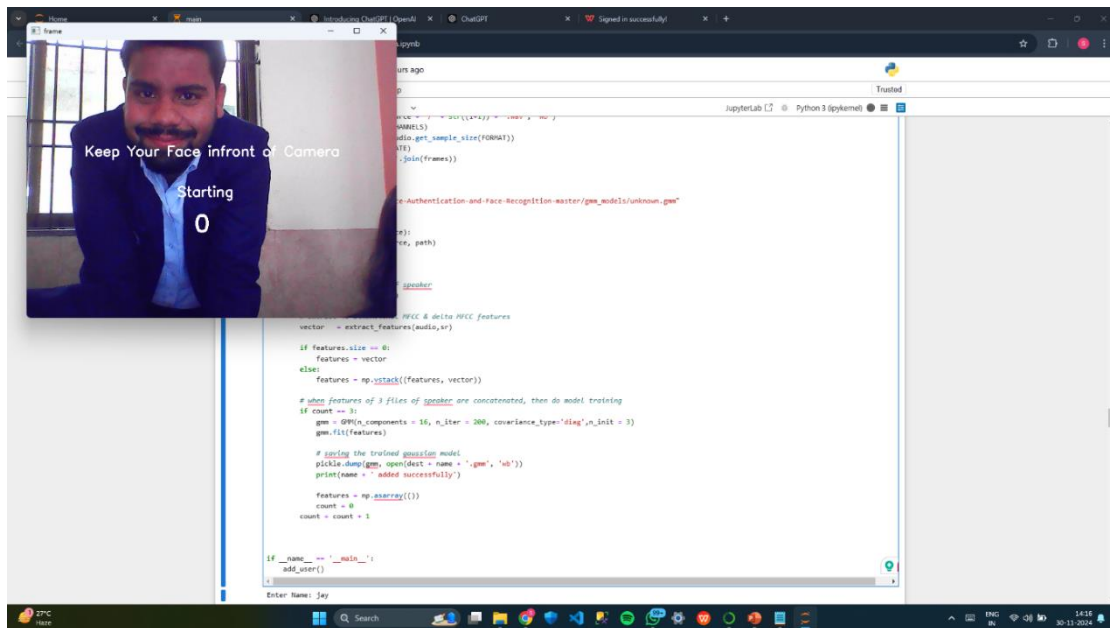 Home
main
Introducing ChatGPT | OpenAI
ChatGPT
Signed in successfully!
frame
.ipynb
urs ago
Trusted
JupyterLab
Python 3 (ipykernel)
Keep Your Face infront of Camera
Starting
0
HANNELS)
udio.get_sample_size(FORMAT))
ATE)
'.join(frames))
ce-Authentication-and-Face-Recognition-master/gmm_models/unknown.gmm"
ce):
rce, path)
speaker
MFCC & delta MFCC features
vector = extract_features(audio,sr)
if features.size == 0:
features = vector
else:
features = np.vstack((features, vector))
# when features of 3 files of speaker are concatenated, then do model training
if count == 3:
gmm = GMM(n_components = 16, n_iter = 200, covariance_type='diag',n_init = 3)
gmm.fit(features)
# saving the trained gaussian model
pickle.dump(gmm, open(dest + name + '.gmm', 'wb'))
print(name + ' added successfully')
features = np.asarray(())
count = 0
count = count + 1
if __name__ == '__main__':
add_user()
Enter Name: jay
27°C
Haze
Search
99+
ENG
IN
14:16
30-11-2024